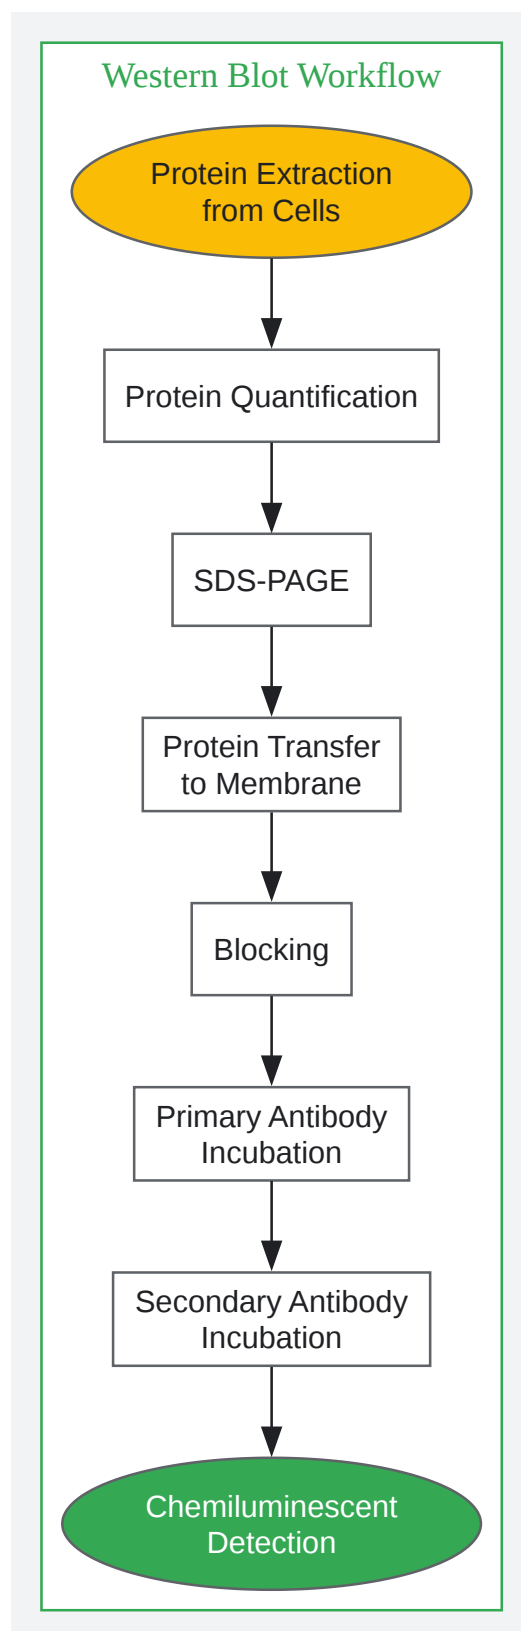 Western Blot Workflow
Protein Extraction
from Cells
Protein Quantification
SDS-PAGE
Protein Transfer
to Membrane
Blocking
Primary Antibody
Incubation
Secondary Antibody
Incubation
Chemiluminescent
Detection